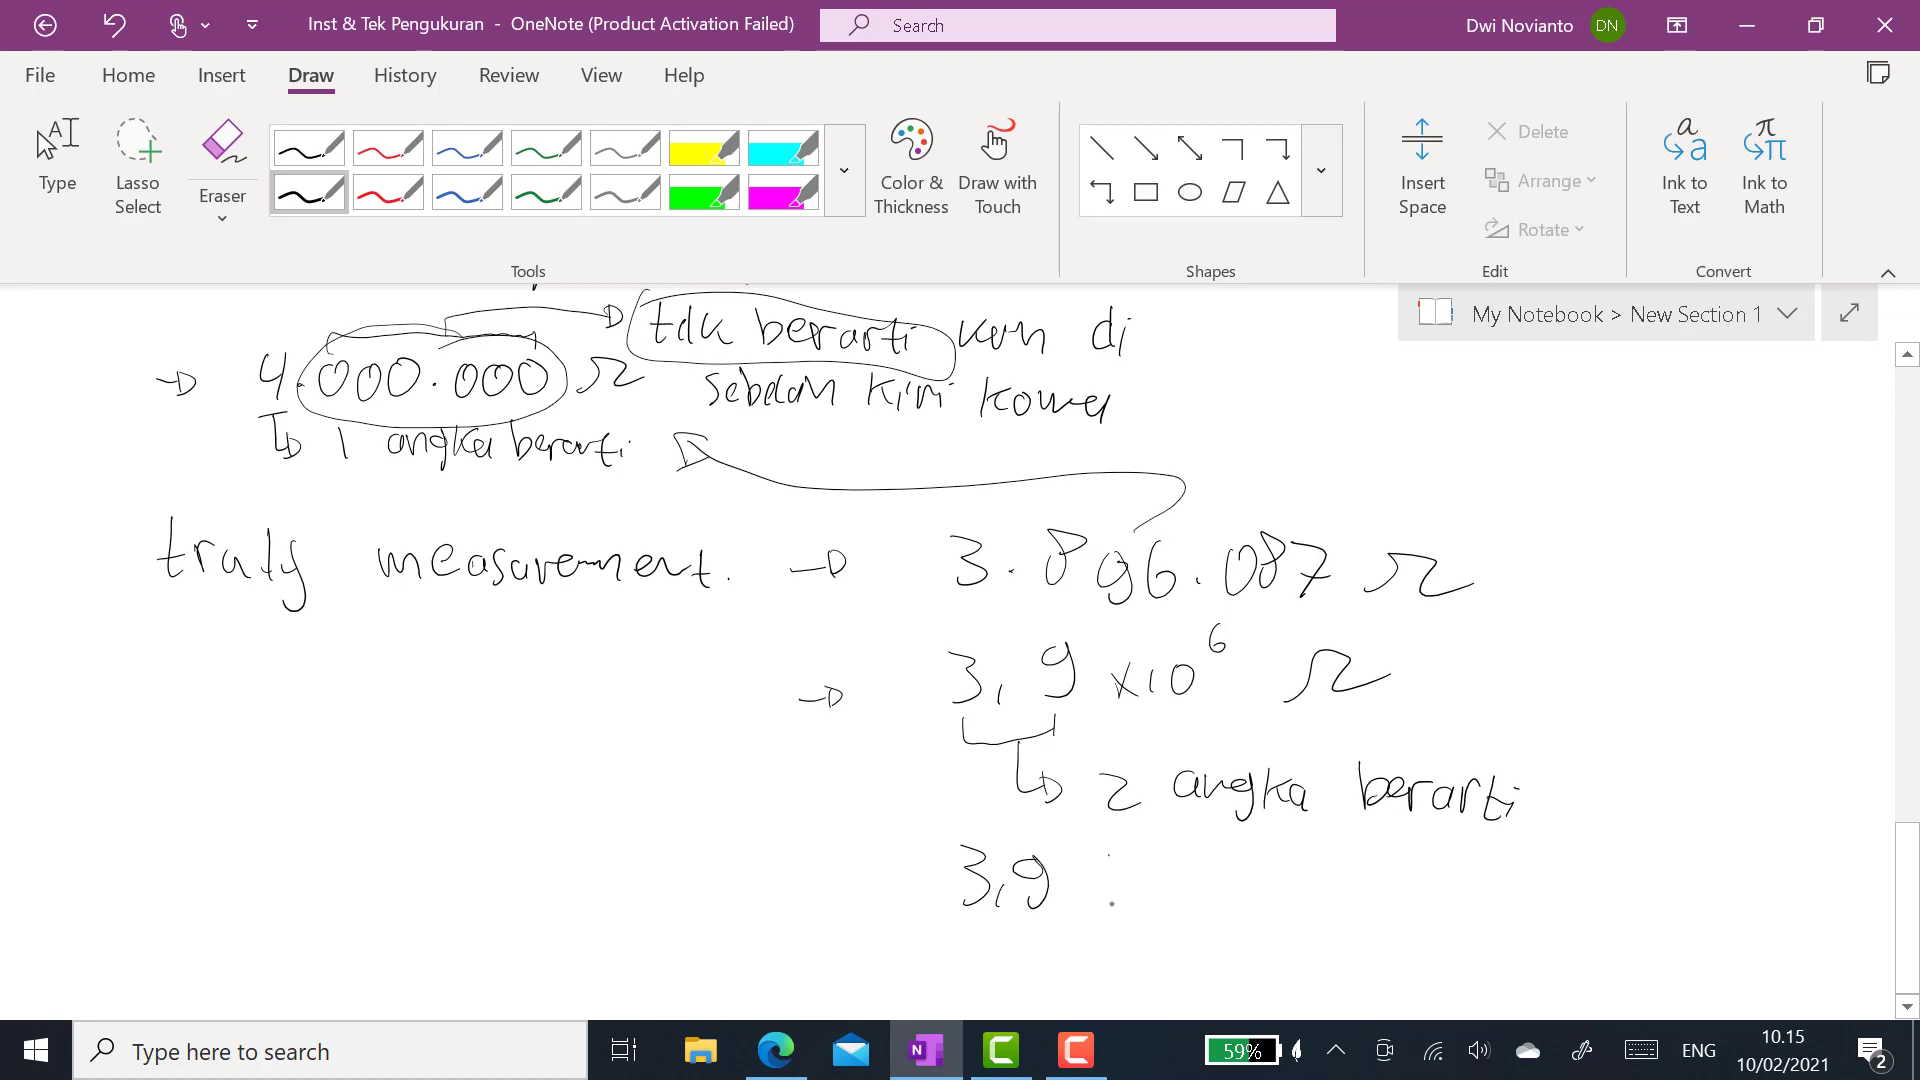 Inst & Tek Pengukuran - OneNote (Product Activation Failed)
Search
Dwi Novianto
DN
File Home Insert Draw History Review View Help
Type
Lasso Select
Eraser
Color & Thickness
Draw with Touch
Insert Space
Delete
Arrange
Rotate
Ink to Text
Ink to Math
Tools
Shapes
Edit
Convert
My Notebook > New Section 1
tdk berarti krn di
sebelah kiri koma
→ 4.000.000 Ω
↳ 1 angka berarti
truly measurement. → 3.896.087 Ω
→ 3,9 x10⁶ Ω
↳ 2 angka berarti
3,9 :
Type here to search
59%
ENG
10.15
10/02/2021
2